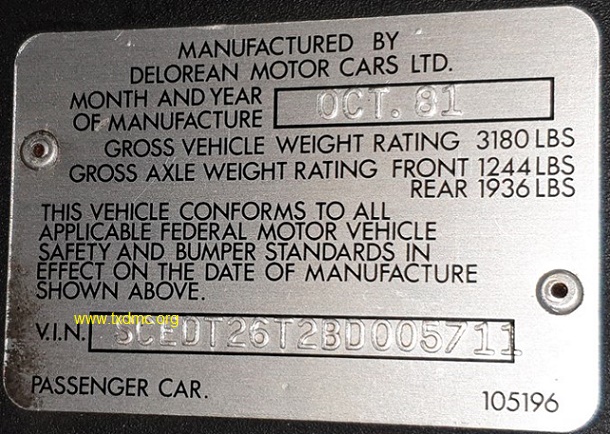 MANUFACTURED BY
DELOREAN MOTOR CARS LTD.
MONTH AND YEAR
OF MANUFACTURE OCT. 81
GROSS VEHICLE WEIGHT RATING 3180 LBS
GROSS AXLE WEIGHT RATING FRONT 1244 LBS
REAR 1936 LBS
THIS VEHICLE CONFORMS TO ALL
APPLICABLE FEDERAL MOTOR VEHICLE
SAFETY AND BUMPER STANDARDS IN
EFFECT ON THE DATE OF MANUFACTURE
SHOWN ABOVE.
www.txdmc.org
V.I.N. SCEDT26T2BD005711
PASSENGER CAR. 105196